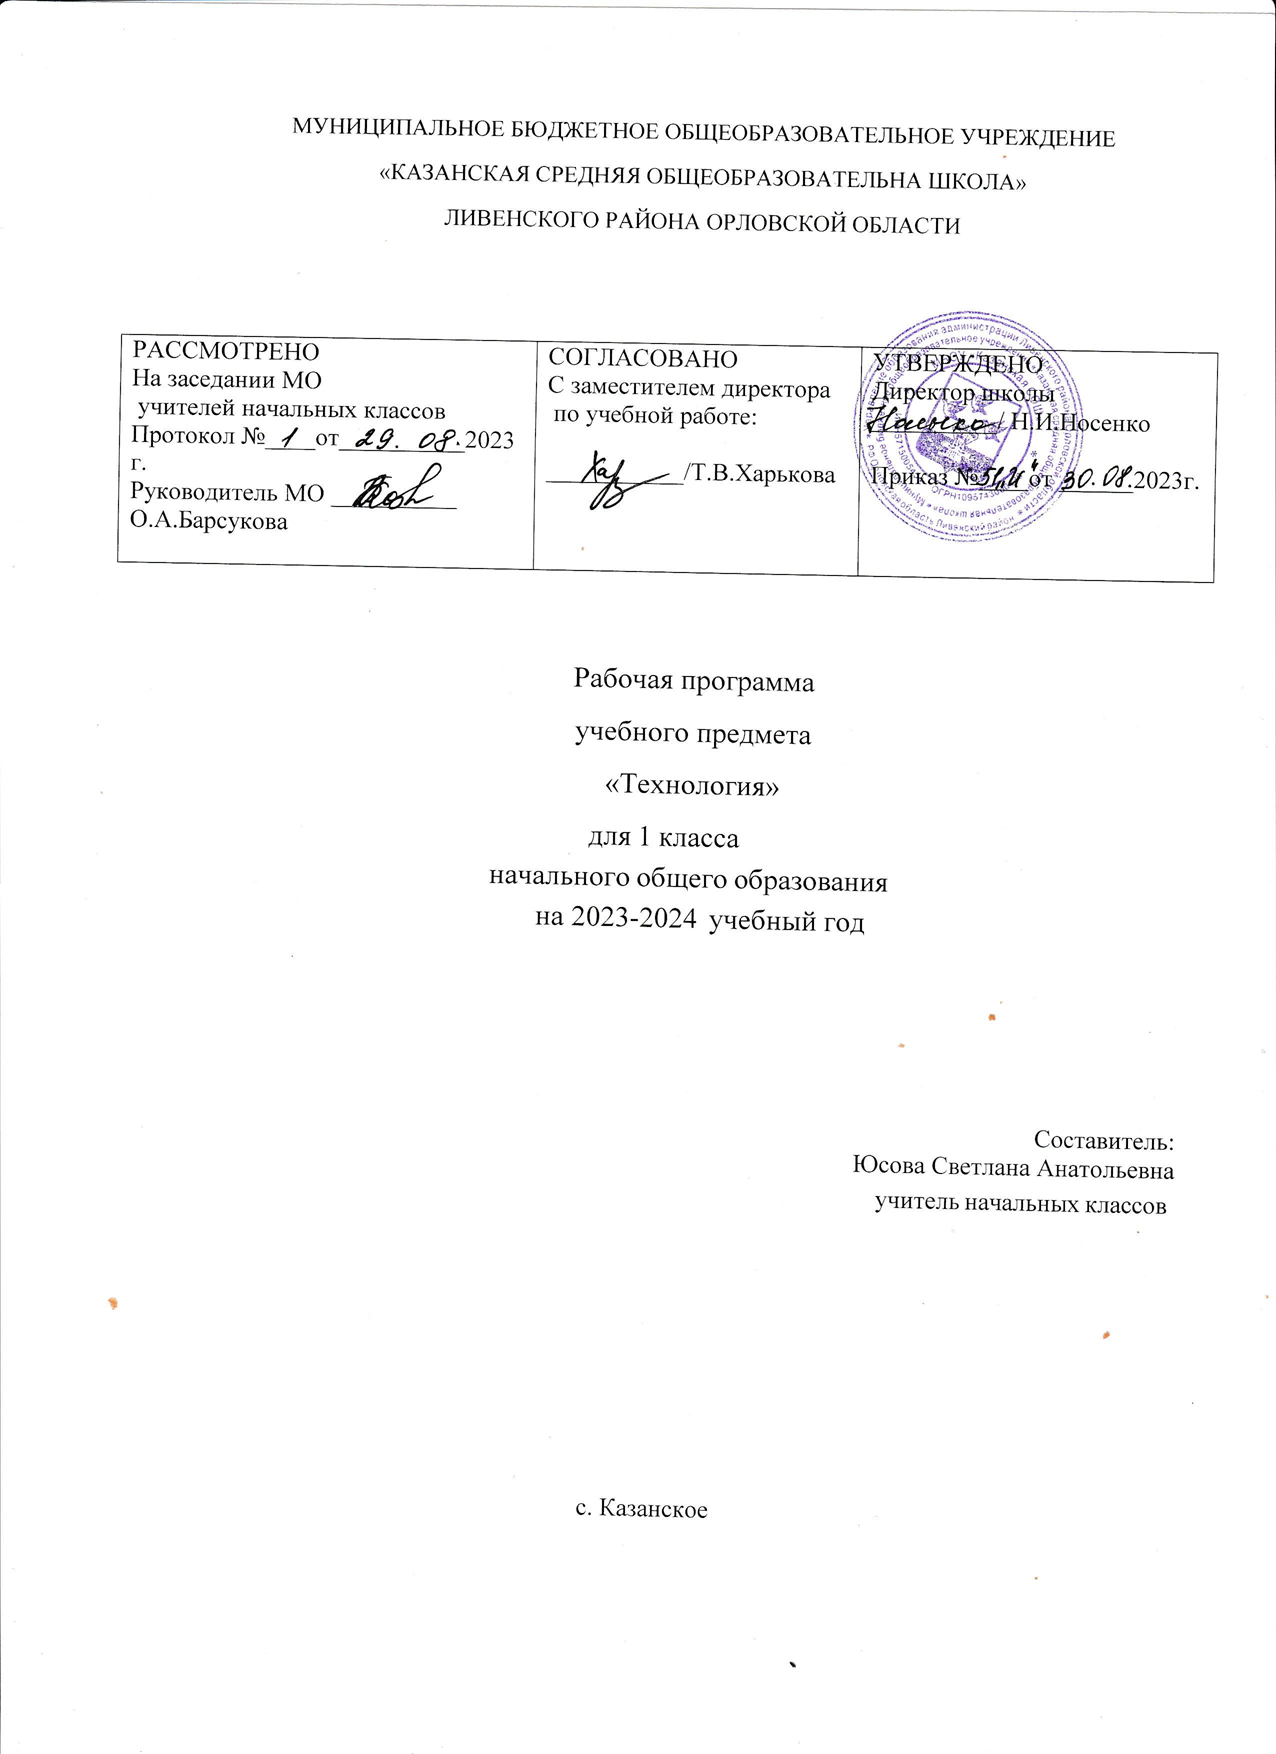 МУНИЦИПАЛЬНОЕ БЮДЖЕТНОЕ ОБЩЕОБРАЗОВАТЕЛЬНОЕ УЧРЕЖДЕНИЕ
«КАЗАНСКАЯ СРЕДНЯЯ ОБЩЕОБРАЗОВАТЕЛЬНА ШКОЛА»
ЛИВЕНСКОГО РАЙОНА ОРЛОВСКОЙ ОБЛАСТИ
РАССМОТРЕНО
На заседании МО
учителей начальных классов
Протокол № 1 от 29. 08.2023
г.
Руководитель МО
О.А.Барсукова
СОГЛАСОВАНО
С заместителем директора
по учебной работе:
/Т.В.Харькова
УТВЕРЖДЕНО
Директор школы
/ Н.И.Носенко
Приказ № от 30. 08.2023г.
Рабочая программа
учебного предмета
«Технология»
для 1 класса
начального общего образования
на 2023-2024 учебный год
Составитель:
Юсова Светлана Анатольевна
учитель начальных классов
с. Казанское